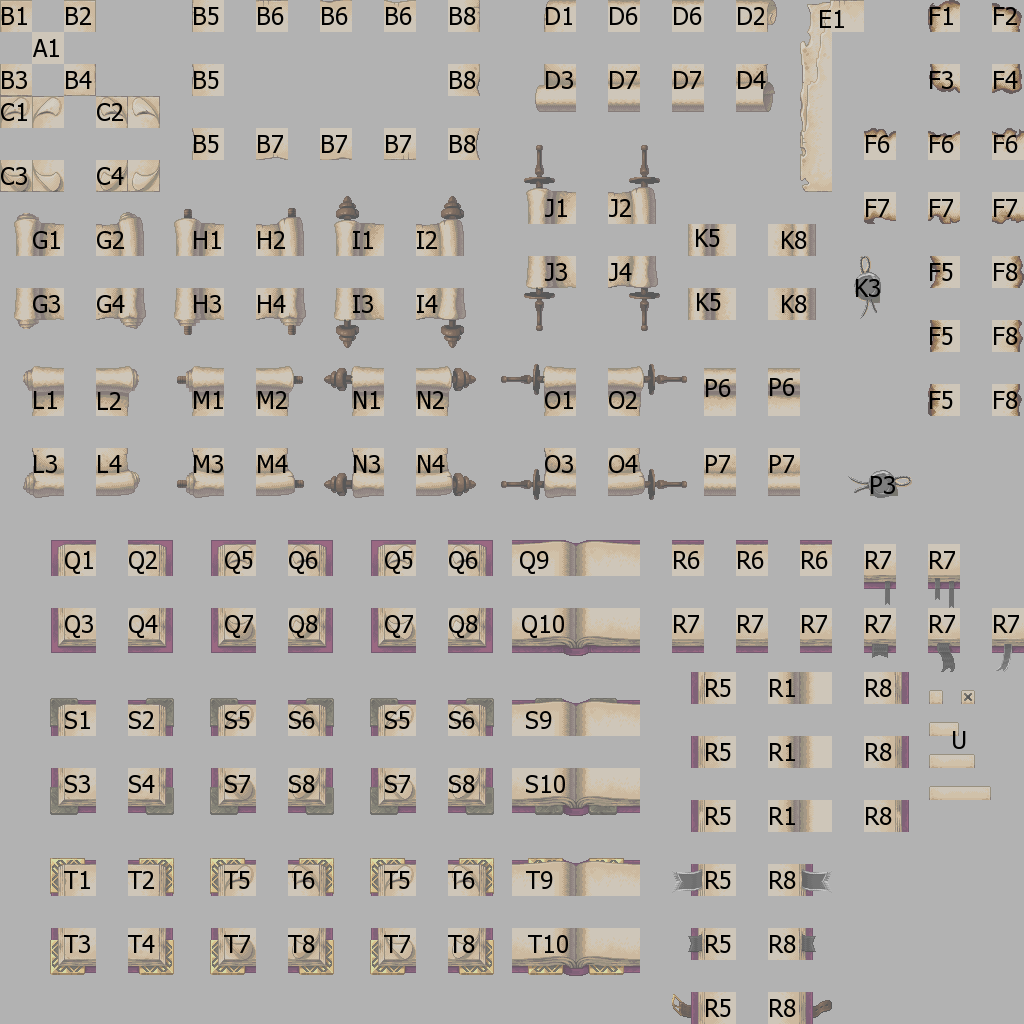 B1 B2 B5 B6 B6 B6 B8 D1 D6 D6 D2 E1 F1 F2
A1
B3 B4 B5 B8 D3 D7 D7 D4 F3 F4
C1 C2
B5 B7 B7 B7 B8 F6 F6 F6
C3 C4
J1 J2 F7 F7 F7
G1 G2 H1 H2 I1 I2 K5 K8
J3 J4 F5 F8
K3
G3 G4 H3 H4 I3 I4 K5 K8
F5 F8
P6 P6
L1 L2 M1 M2 N1 N2 O1 O2 F5 F8
L3 L4 M3 M4 N3 N4 O3 O4 P7 P7
P3
Q1 Q2 Q5 Q6 Q5 Q6 Q9 R6 R6 R6 R7 R7
Q3 Q4 Q7 Q8 Q7 Q8 Q10 R7 R7 R7 R7 R7 R7
R5 R1 R8
S1 S2 S5 S6 S5 S6 S9
U
R5 R1 R8
S3 S4 S7 S8 S7 S8 S10
R5 R1 R8
T1 T2 T5 T6 T5 T6 T9 R5 R8
T3 T4 T7 T8 T7 T8 T10 R5 R8
R5 R8